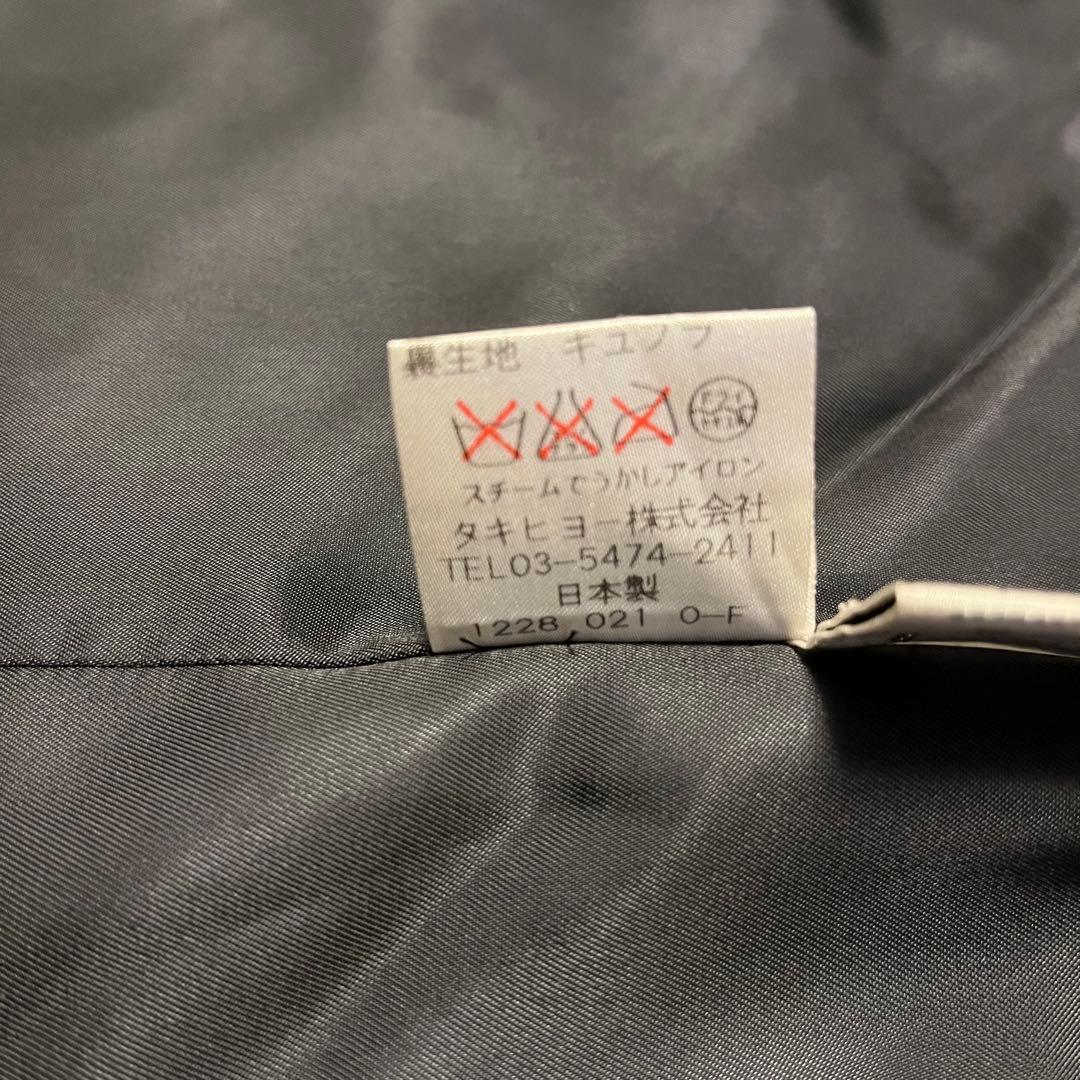 裏生地 キュプラ
スチームでうかしアイロン
タキヒヨー株式会社
TEL03-5474-2411
日本製
1228 021 0-F